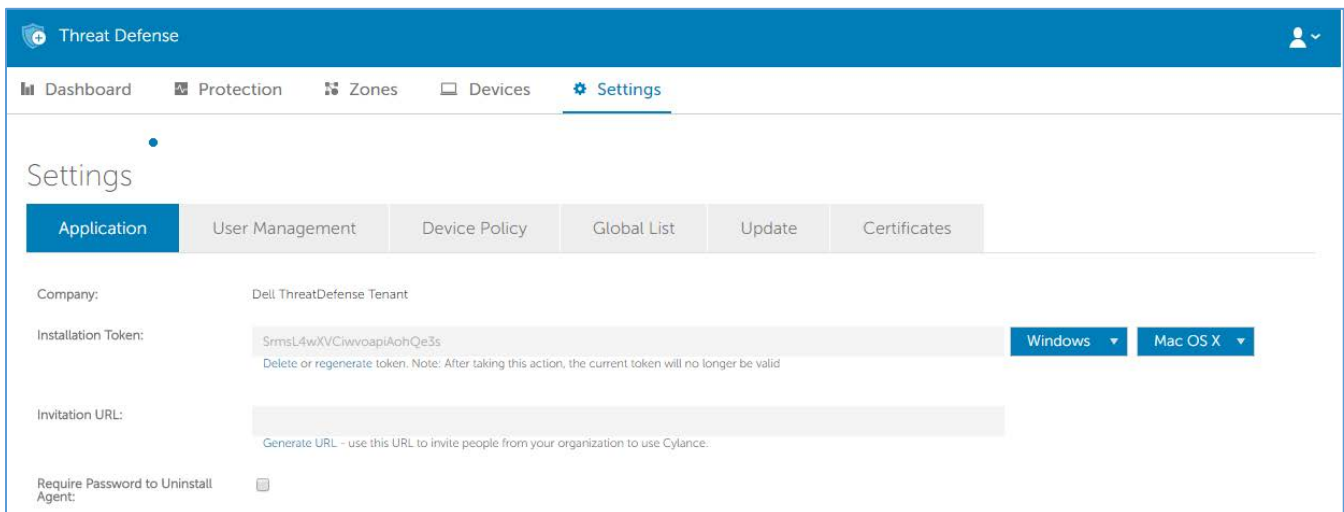 Threat Defense
Dashboard Protection Zones Devices Settings
Settings
Application User Management Device Policy Global List Update Certificates
Company: Dell ThreatDefense Tenant
Installation Token: SrmsL4wXVCiwvoapiAohQe3s Windows Mac OS X
Delete or regenerate token. Note: After taking this action, the current token will no longer be valid
Invitation URL:
Generate URL - use this URL to invite people from your organization to use Cylance.
Require Password to Uninstall
Agent: